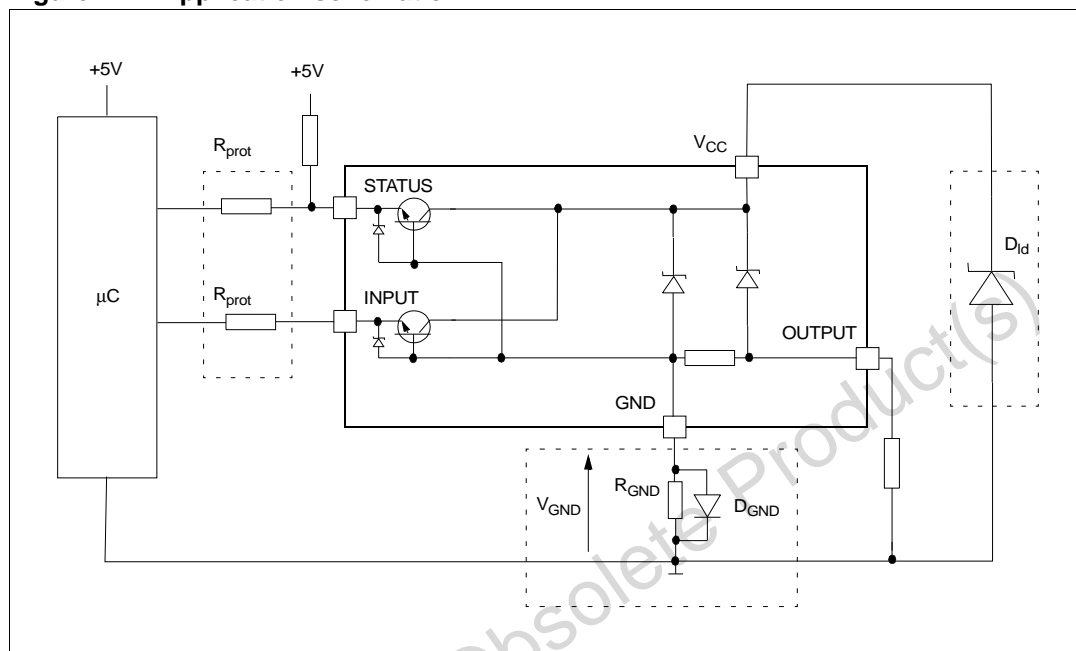 +5V
+5V
Rprot
VCC
STATUS
Dld
μC
Rprot
INPUT
OUTPUT
GND
RGND
VGND
DGND
Obsolete Product(s)